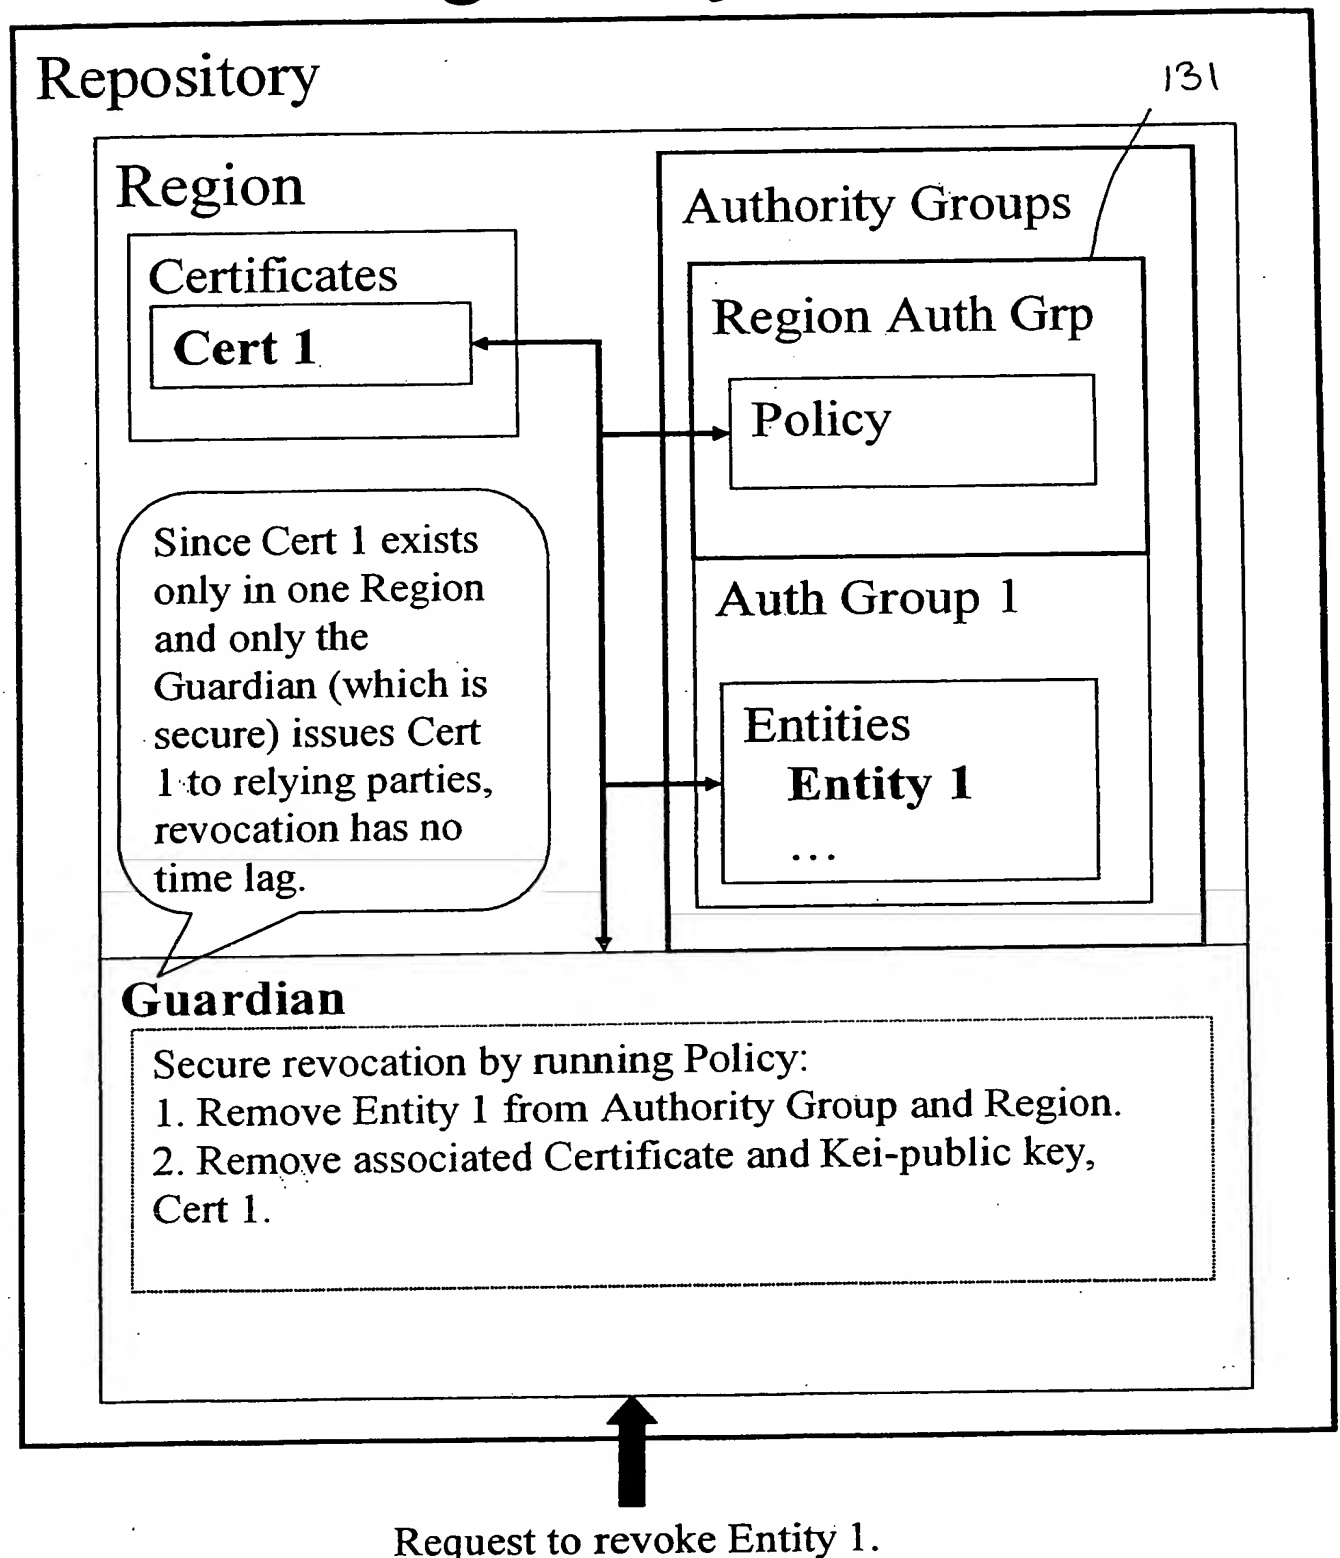 Repository
131
Region
Authority Groups
Certificates
Cert 1
Region Auth Grp
Policy
Since Cert 1 exists
only in one Region
and only the
Guardian (which is
secure) issues Cert
1 to relying parties,
revocation has no
time lag.
Auth Group 1
Entities
Entity 1
...
Guardian
Secure revocation by running Policy:
1. Remove Entity 1 from Authority Group and Region.
2. Remove associated Certificate and Kei-public key,
Cert 1.
Request to revoke Entity 1.